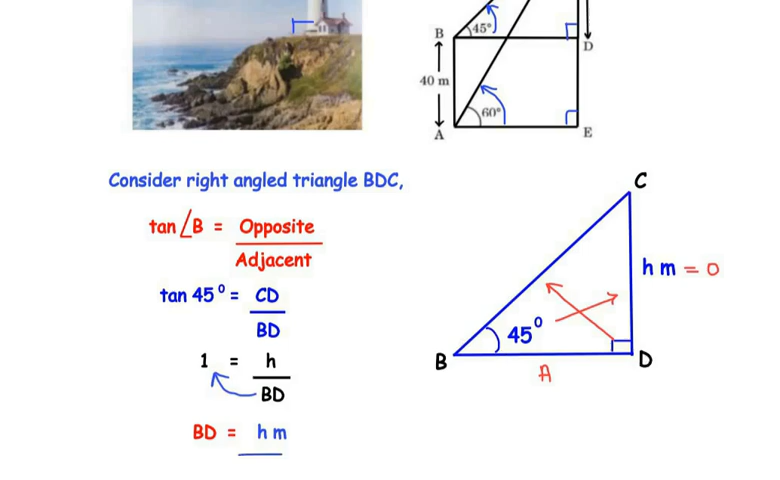 B 45°
D
40 m
60°
A E
Consider right angled triangle BDC,
C
tan ∠B = Opposite
Adjacent
h m = O
tan 45° = CD
BD
45°
1 = h
BD
B D
A
BD = h m